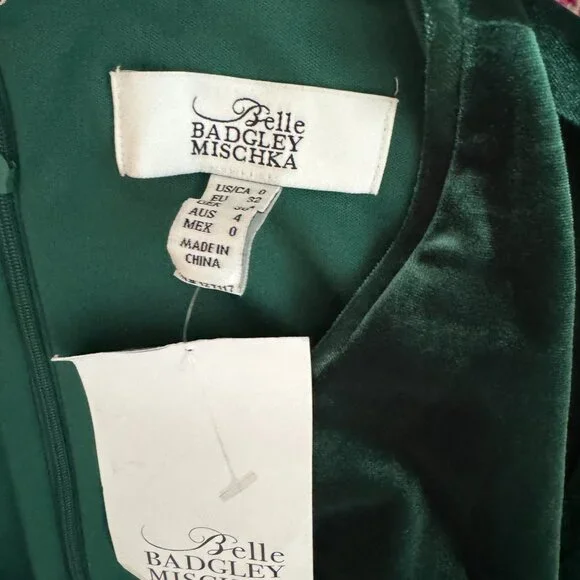 Belle
BADGLEY
MISCHKA
US/CA 0
EU 32
AUS 4
MEX 0
MADE IN
CHINA
Belle
BADGLEY
MISCHKA